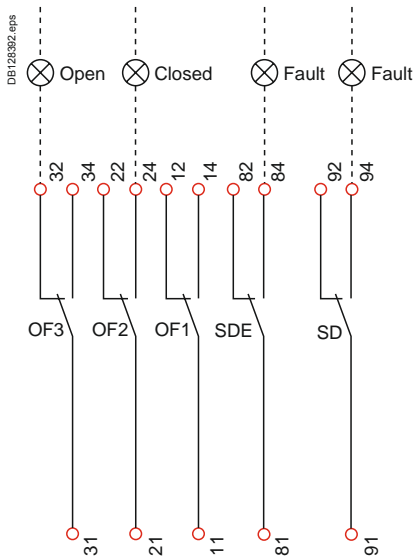 DB128392.eps
Open Closed Fault Fault
32 34 22 24 12 14 82 84 92 94
OF3 OF2 OF1 SDE SD
31 21 11 81 91